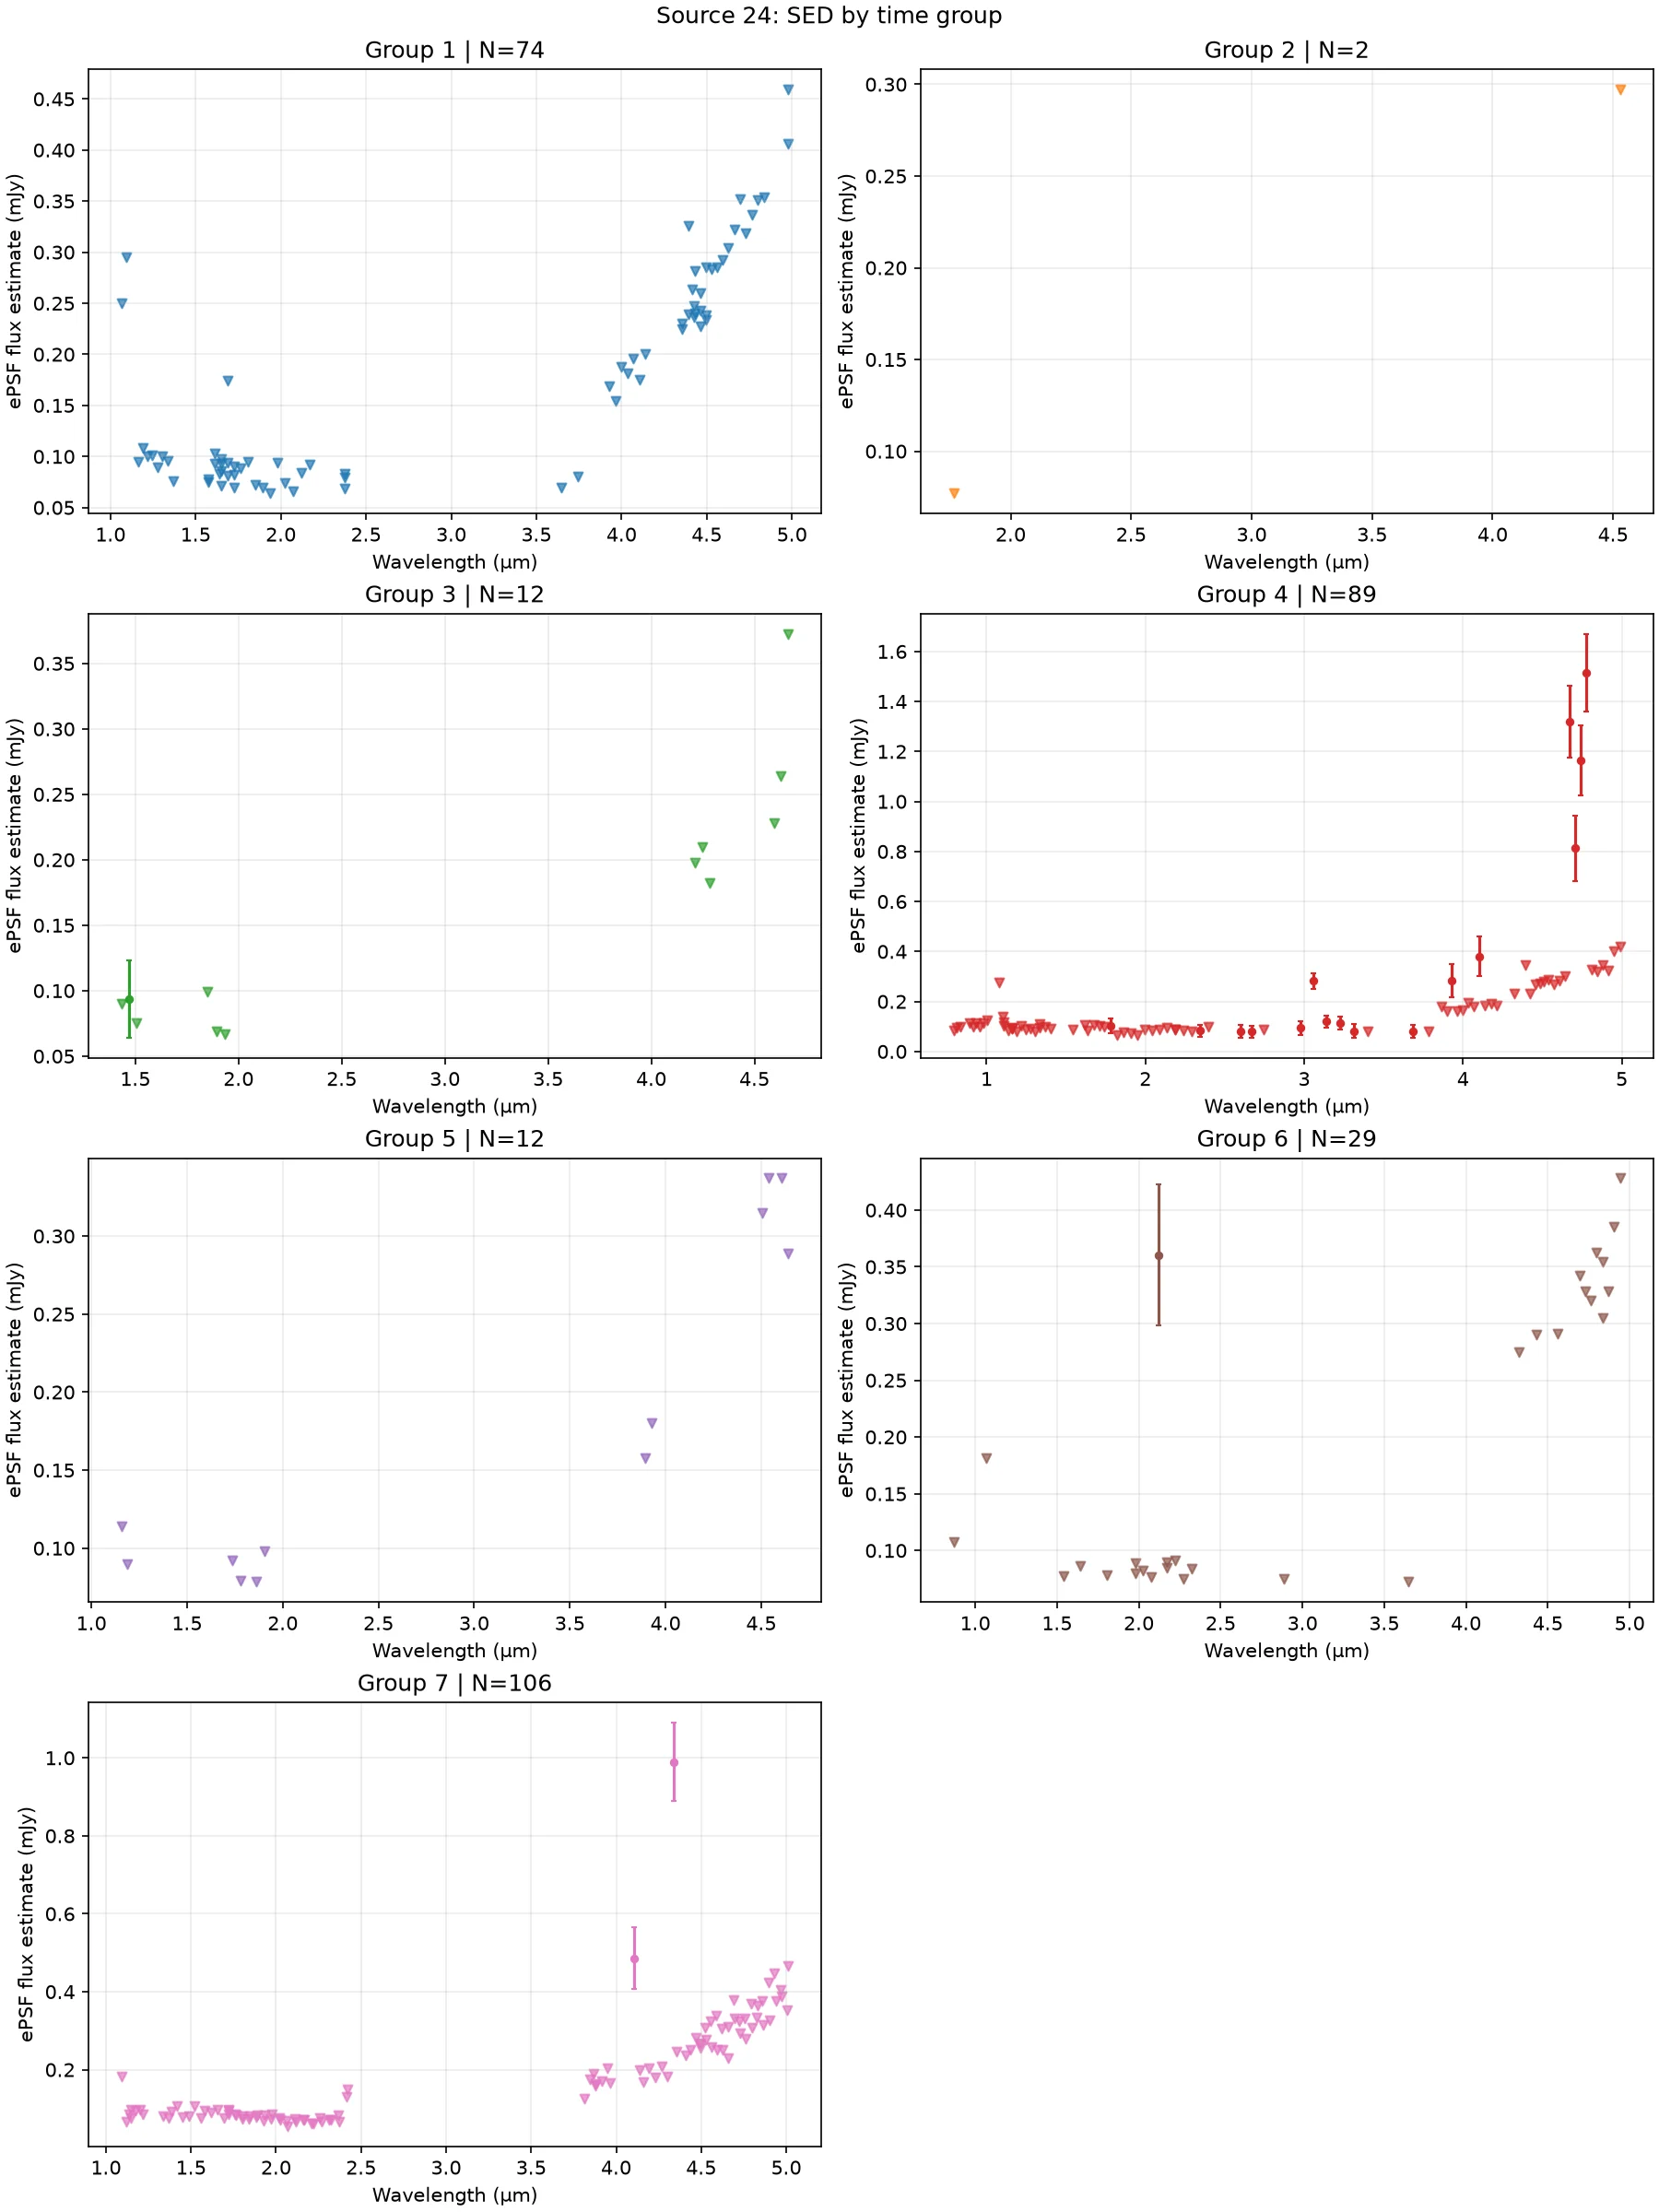 Source 24: SED by time group
Group 1 | N=74
ePSF flux estimate (mJy)
0.45
0.40
0.35
0.30
0.25
0.20
0.15
0.10
0.05
1.0 1.5 2.0 2.5 3.0 3.5 4.0 4.5 5.0
Wavelength (μm)
Group 2 | N=2
ePSF flux estimate (mJy)
0.30
0.25
0.20
0.15
0.10
2.0 2.5 3.0 3.5 4.0 4.5
Wavelength (μm)
Group 3 | N=12
ePSF flux estimate (mJy)
0.35
0.30
0.25
0.20
0.15
0.10
0.05
1.5 2.0 2.5 3.0 3.5 4.0 4.5
Wavelength (μm)
Group 4 | N=89
ePSF flux estimate (mJy)
1.6
1.4
1.2
1.0
0.8
0.6
0.4
0.2
0.0
1 2 3 4 5
Wavelength (μm)
Group 5 | N=12
ePSF flux estimate (mJy)
0.30
0.25
0.20
0.15
0.10
1.0 1.5 2.0 2.5 3.0 3.5 4.0 4.5
Wavelength (μm)
Group 6 | N=29
ePSF flux estimate (mJy)
0.40
0.35
0.30
0.25
0.20
0.15
0.10
1.0 1.5 2.0 2.5 3.0 3.5 4.0 4.5 5.0
Wavelength (μm)
Group 7 | N=106
ePSF flux estimate (mJy)
1.0
0.8
0.6
0.4
0.2
1.0 1.5 2.0 2.5 3.0 3.5 4.0 4.5 5.0
Wavelength (μm)